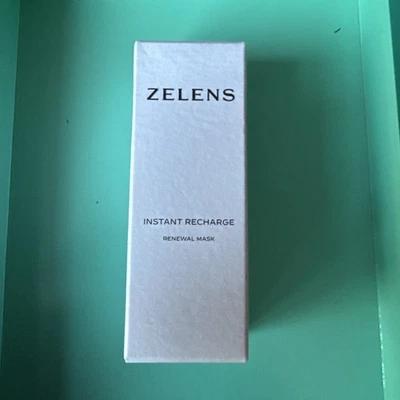 ZELENS
INSTANT RECHARGE
RENEWAL MASK